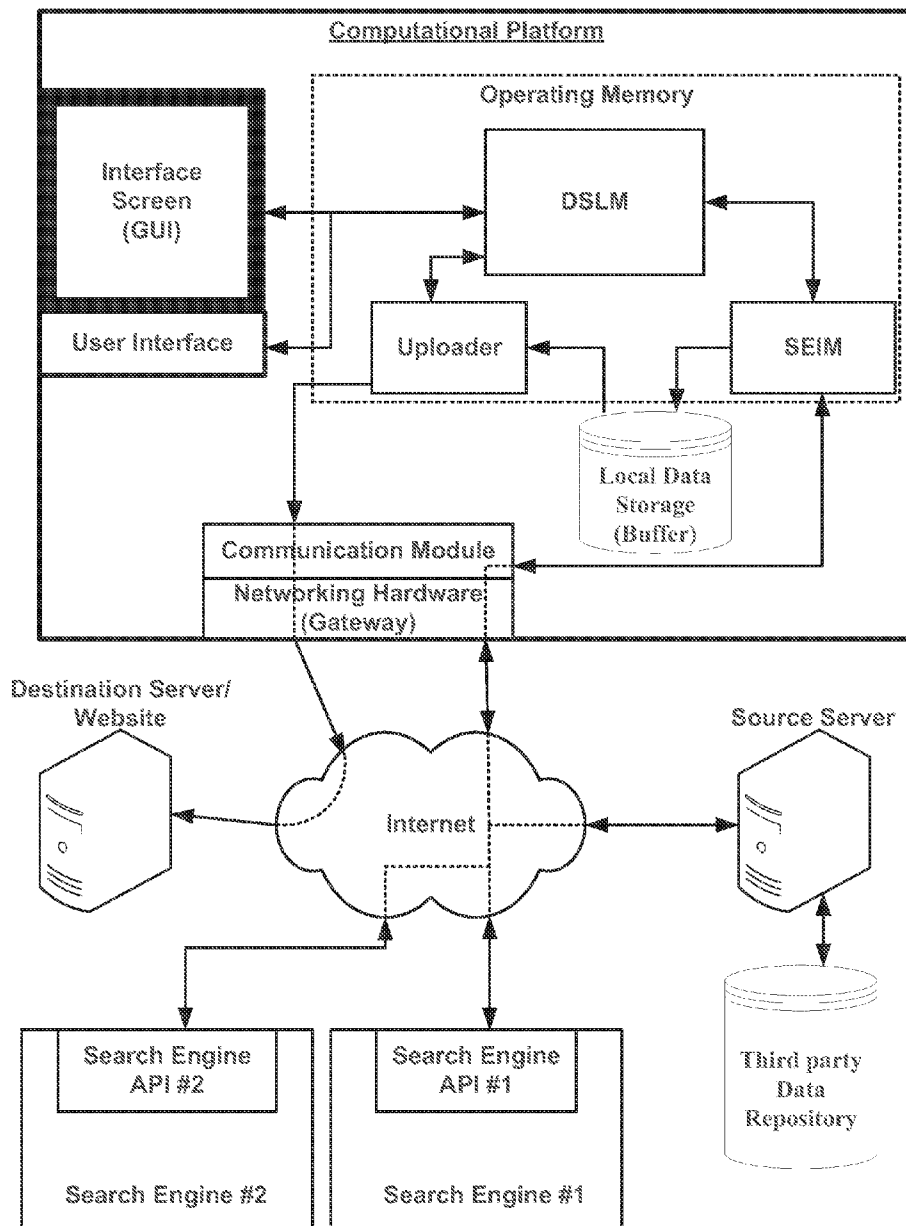 Computational Platform
Operating Memory
Interface
Screen
(GUI)
DSLM
User Interface
Uploader
SEIM
Local Data
Storage
(Buffer)
Communication Module
Networking Hardware
(Gateway)
Destination Server/
Website
Source Server
Internet
Search Engine
API #2
Search Engine
API #1
Third party
Data
Repository
Search Engine #2
Search Engine #1